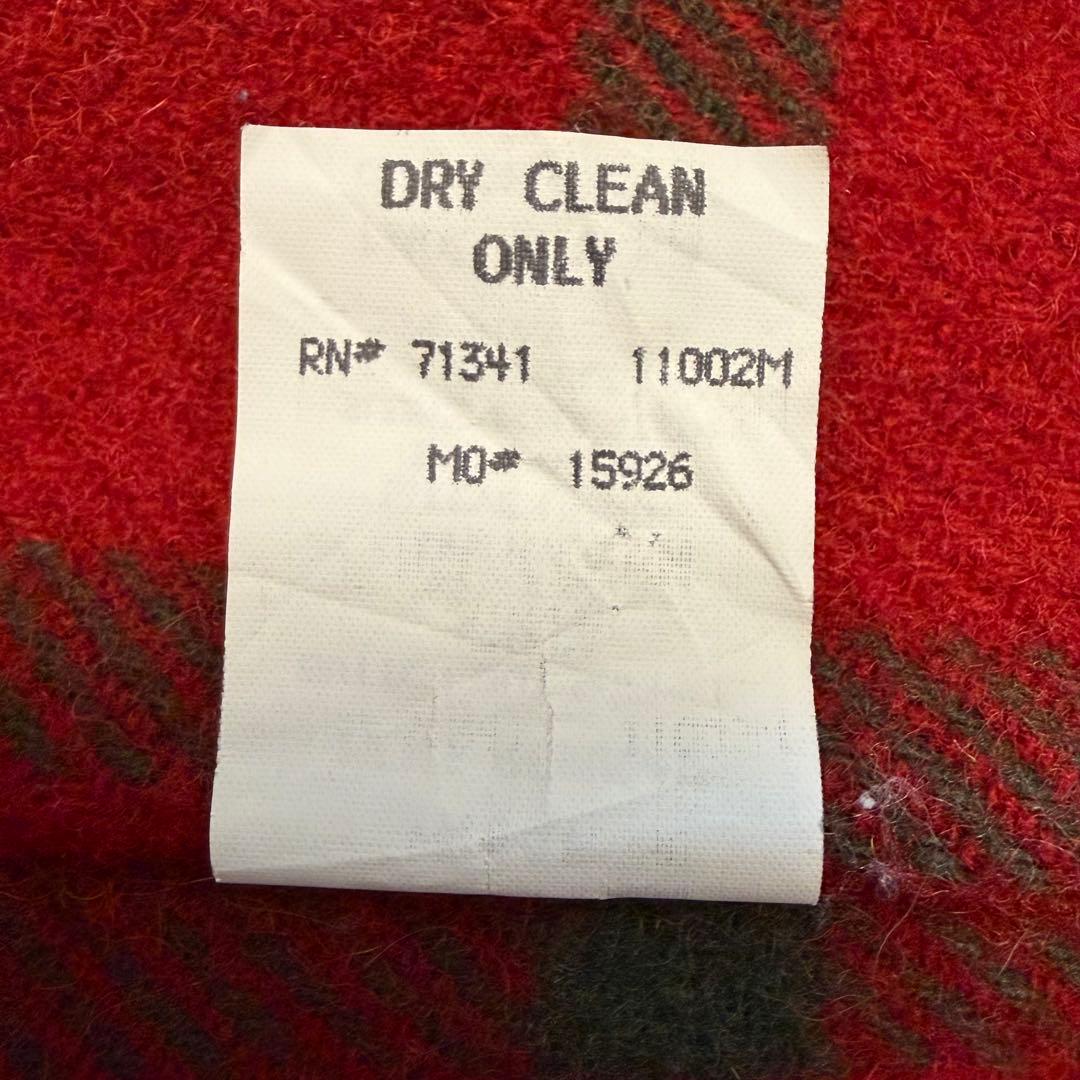 DRY CLEAN
ONLY
RN# 71341 11002M
MO# 15926